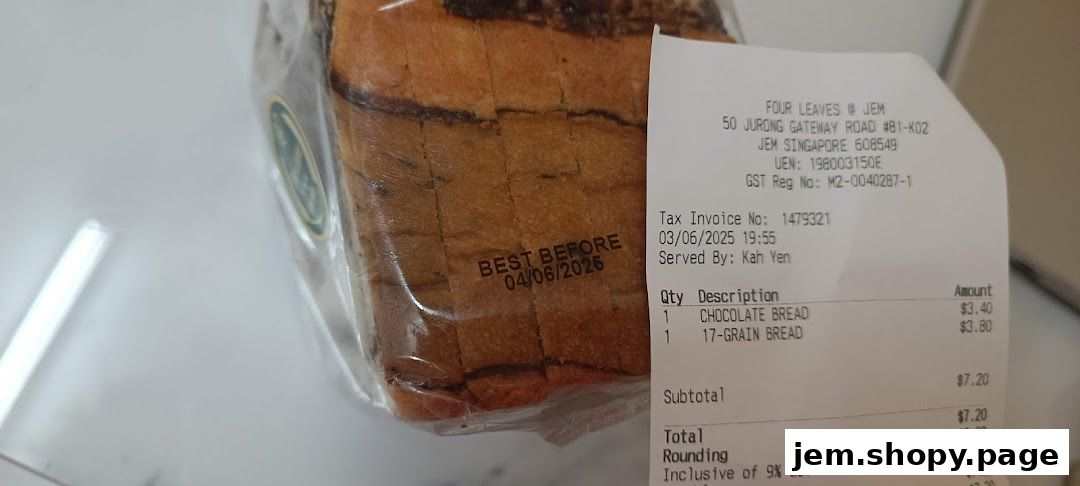 BEST BEFORE
04/06/2025
FOUR LEAVES @ JEM
50 JURONG GATEWAY ROAD #B1-K02
JEM SINGAPORE 608549
UEN: 198003150E
GST Reg No: M2-0040287-1
Tax Invoice No: 1479321
03/06/2025 19:55
Served By: Kah Yen
Qty Description Amount
1 CHOCOLATE BREAD $3.40
1 17-GRAIN BREAD $3.80
Subtotal $7.20
Total $7.20
Rounding
Inclusive of 9%
jem.shopy.page